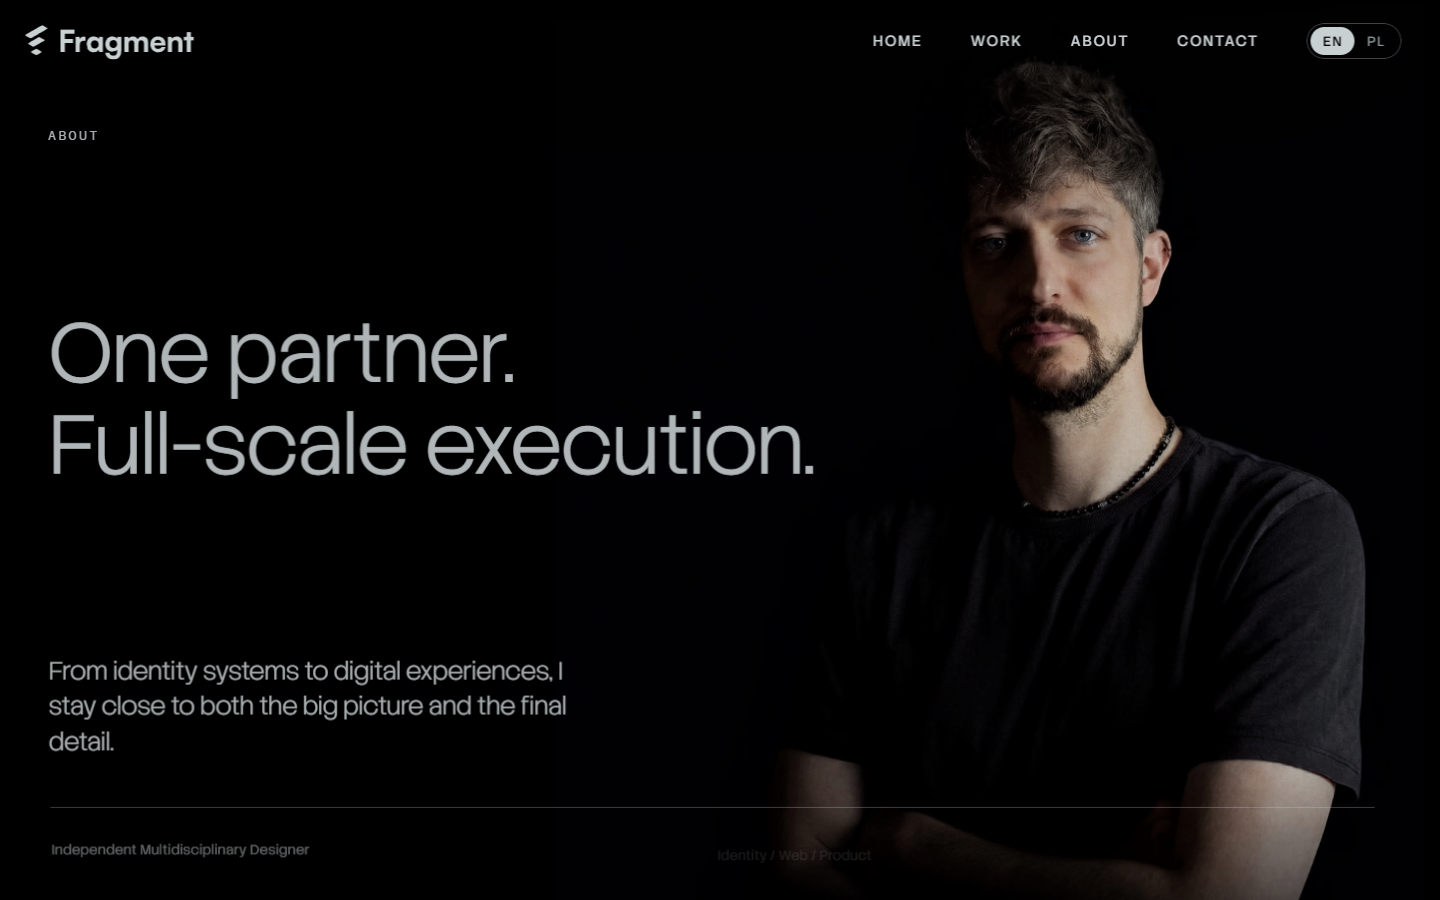 Fragment
HOME WORK ABOUT CONTACT EN PL
ABOUT
One partner.
Full-scale execution.
From identity systems to digital experiences, I
stay close to both the big picture and the final
detail.
Independent Multidisciplinary Designer
Identity / Web / Product